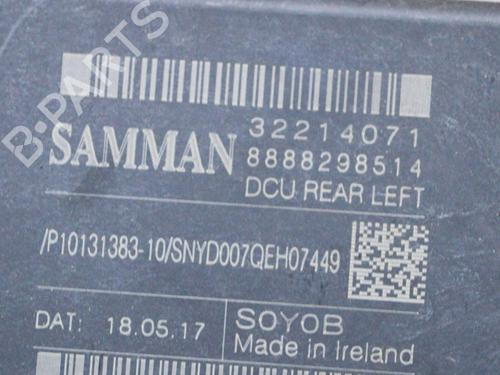 32214071
SAMMAN 8888298514
DCU REAR LEFT
/P10131383-10/SNYD007QEH07449
DAT: 18.05.17 SOYOB
Made in Ireland
B-PARTS